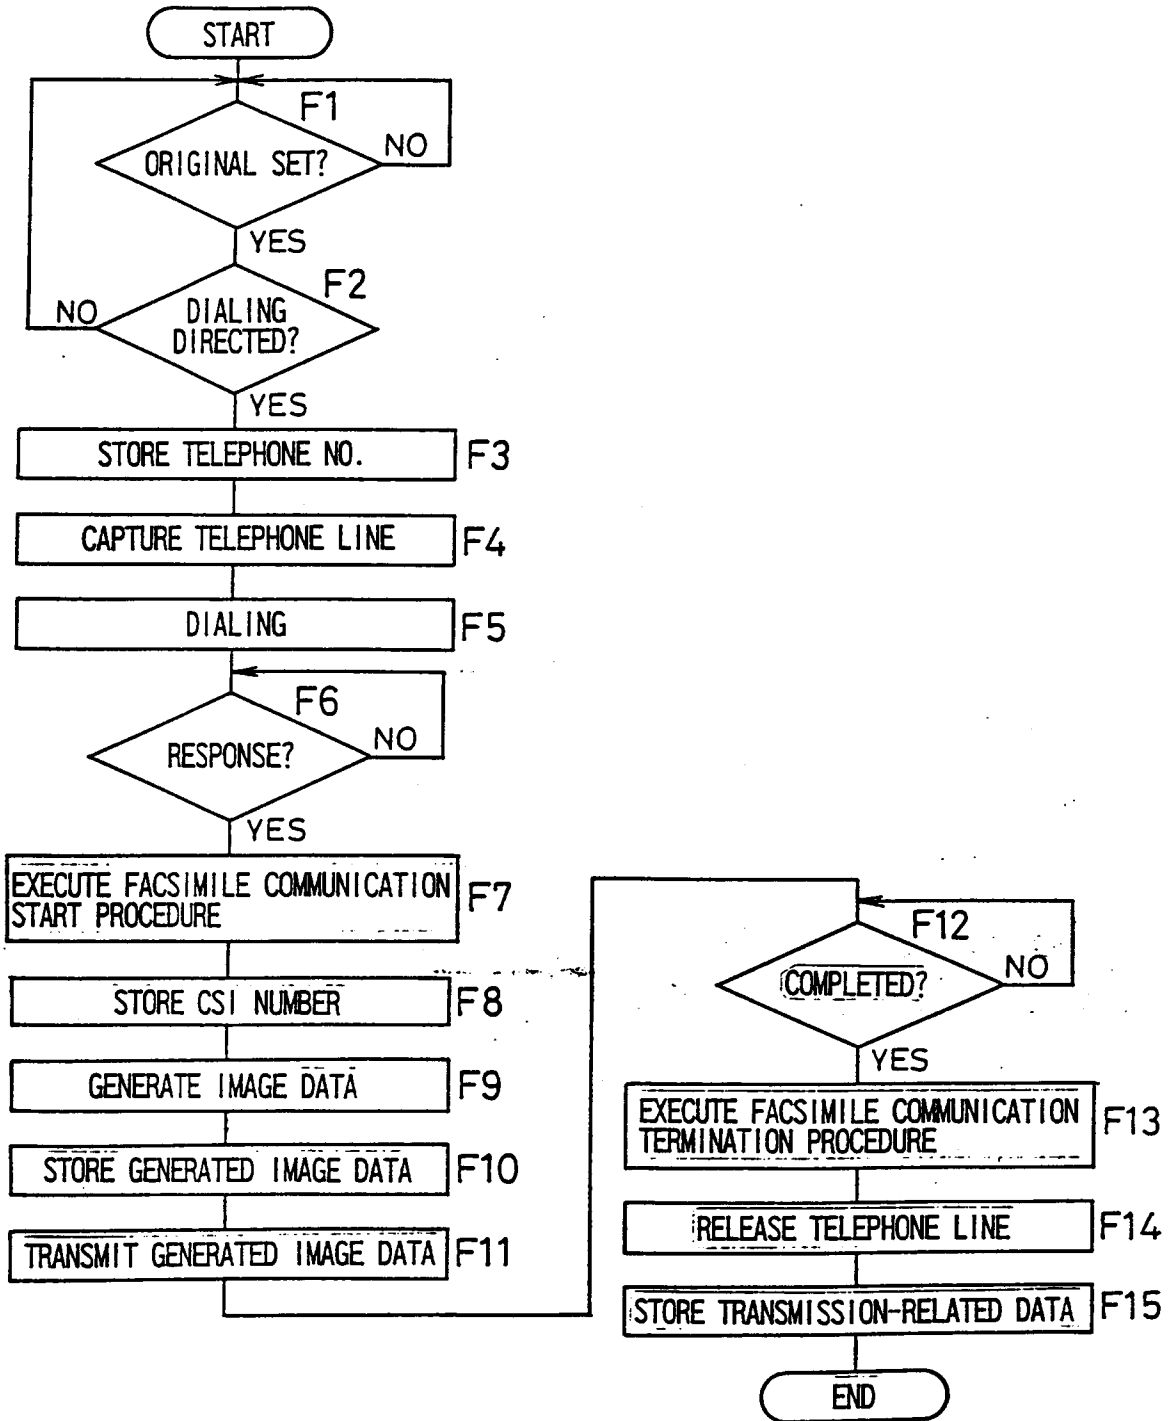 START
F1
ORIGINAL SET?
NO
YES
F2
NO
DIALING
DIRECTED?
YES
STORE TELEPHONE NO.
F3
CAPTURE TELEPHONE LINE
F4
DIALING
F5
F6
RESPONSE?
NO
YES
EXECUTE FACSIMILE COMMUNICATION
START PROCEDURE
F7
STORE CSI NUMBER
F8
GENERATE IMAGE DATA
F9
STORE GENERATED IMAGE DATA
F10
TRANSMIT GENERATED IMAGE DATA
F11
F12
COMPLETED?
NO
YES
EXECUTE FACSIMILE COMMUNICATION
TERMINATION PROCEDURE
F13
RELEASE TELEPHONE LINE
F14
STORE TRANSMISSION-RELATED DATA
F15
END